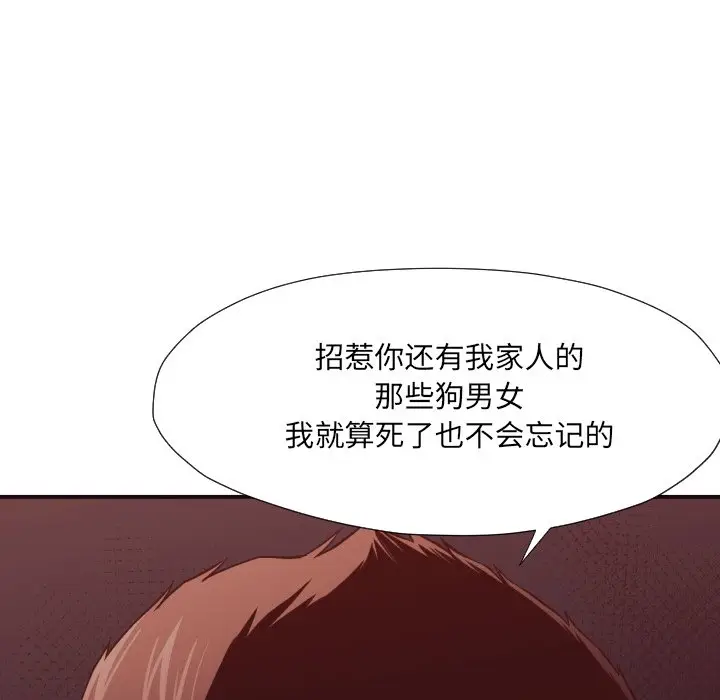 招惹你还有我家人的
那些狗男女
我就算死了也不会忘记的